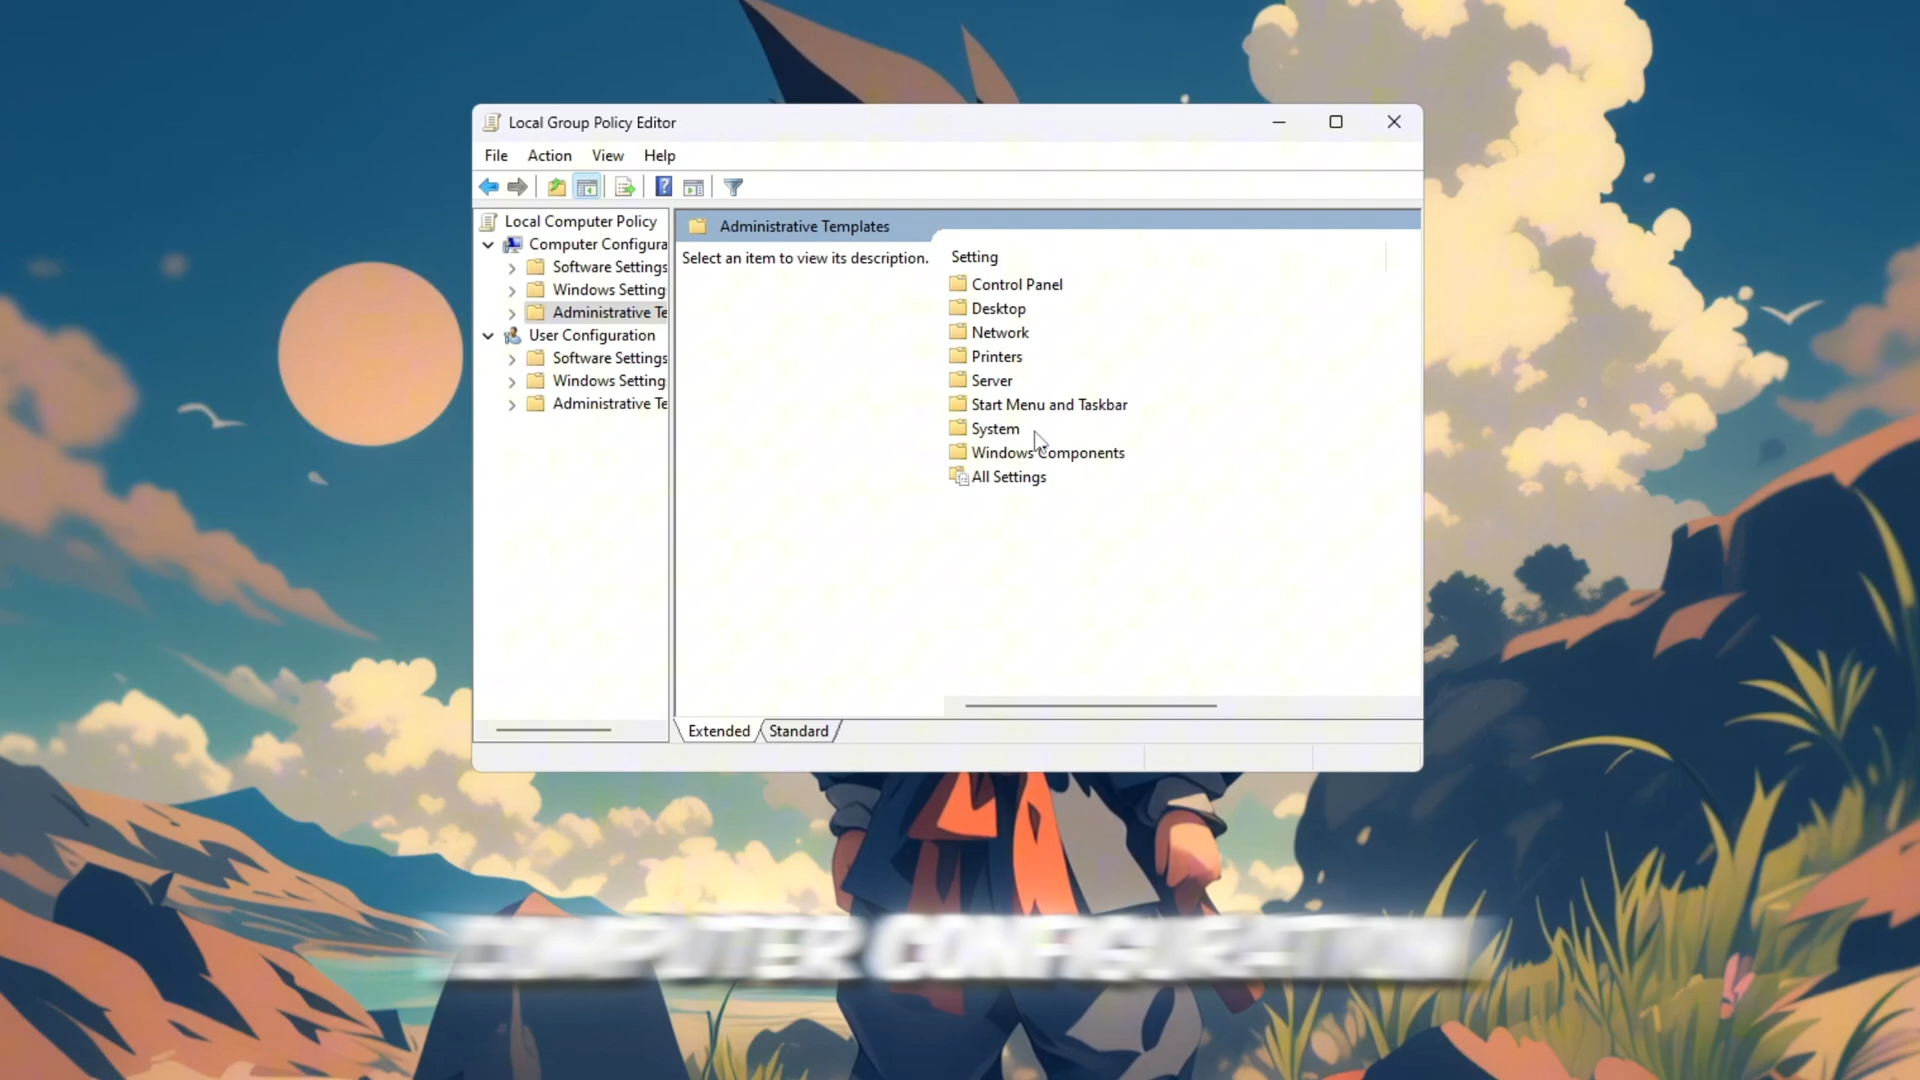 Local Group Policy Editor
File Action View Help
Local Computer Policy
Computer Configura
Software Settings
Windows Setting
Administrative Te
User Configuration
Software Settings
Windows Setting
Administrative Te
Administrative Templates
Select an item to view its description.
Setting
Control Panel
Desktop
Network
Printers
Server
Start Menu and Taskbar
System
Windows Components
All Settings
Extended Standard
COMPUTER CONFIGURATION